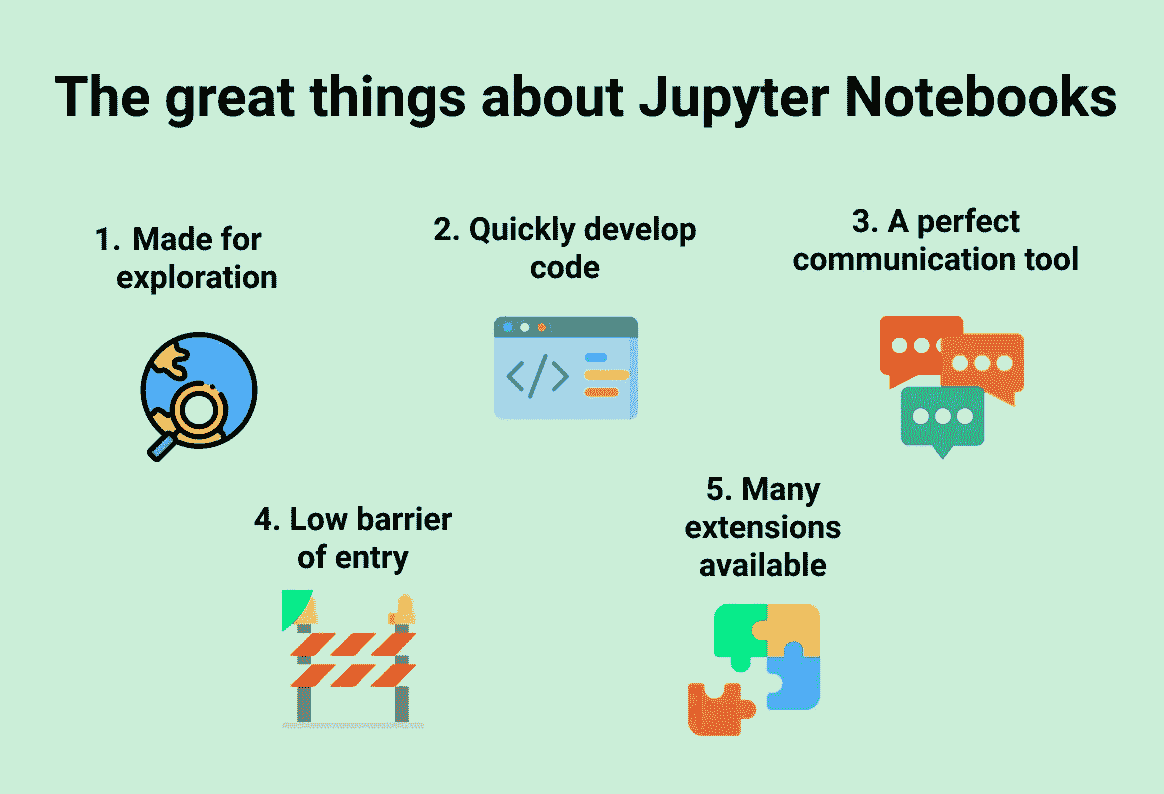 The great things about Jupyter Notebooks
1. Made for
exploration
2. Quickly develop
code
3. A perfect
communication tool
4. Low barrier
of entry
5. Many
extensions
available